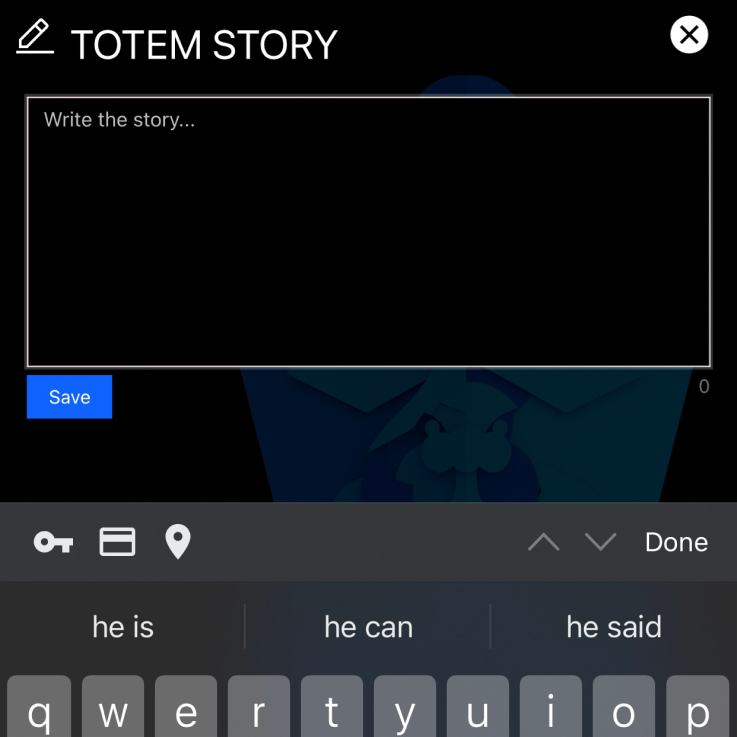 TOTEM STORY
Write the story...
Save
0
Done
he is he can he said
q w e r t y u i o p